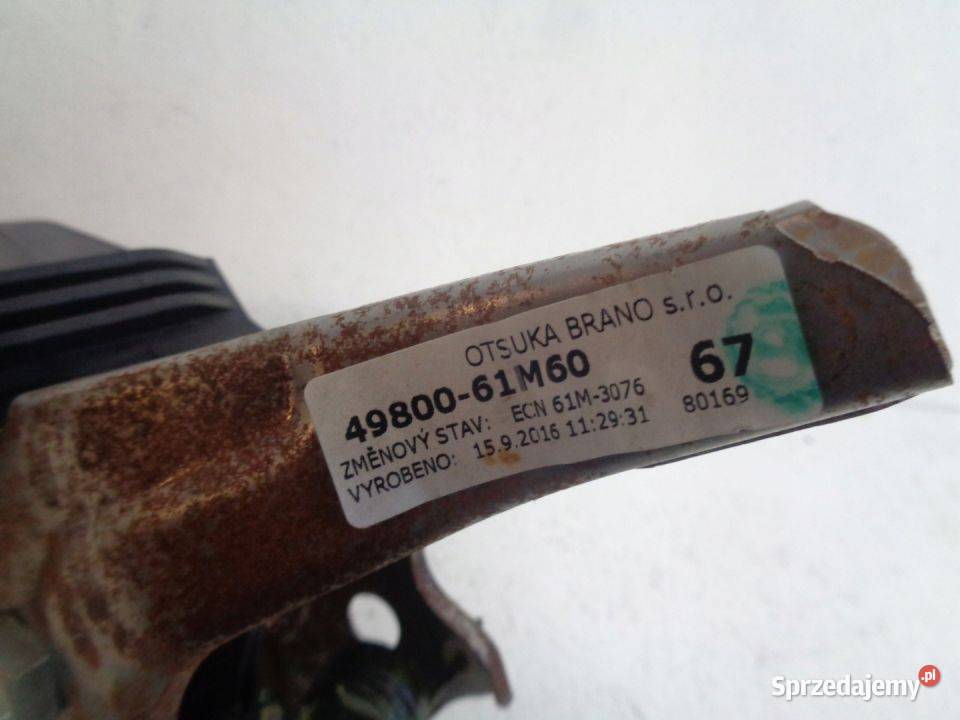 OTSUKA BRANO s.r.o.
49800-61M60
67
ZMĚNOVÝ STAV: ECN 61M-3076
80169
VYROBENO: 15.9.2016 11:29:31
Sprzedajemy.pl